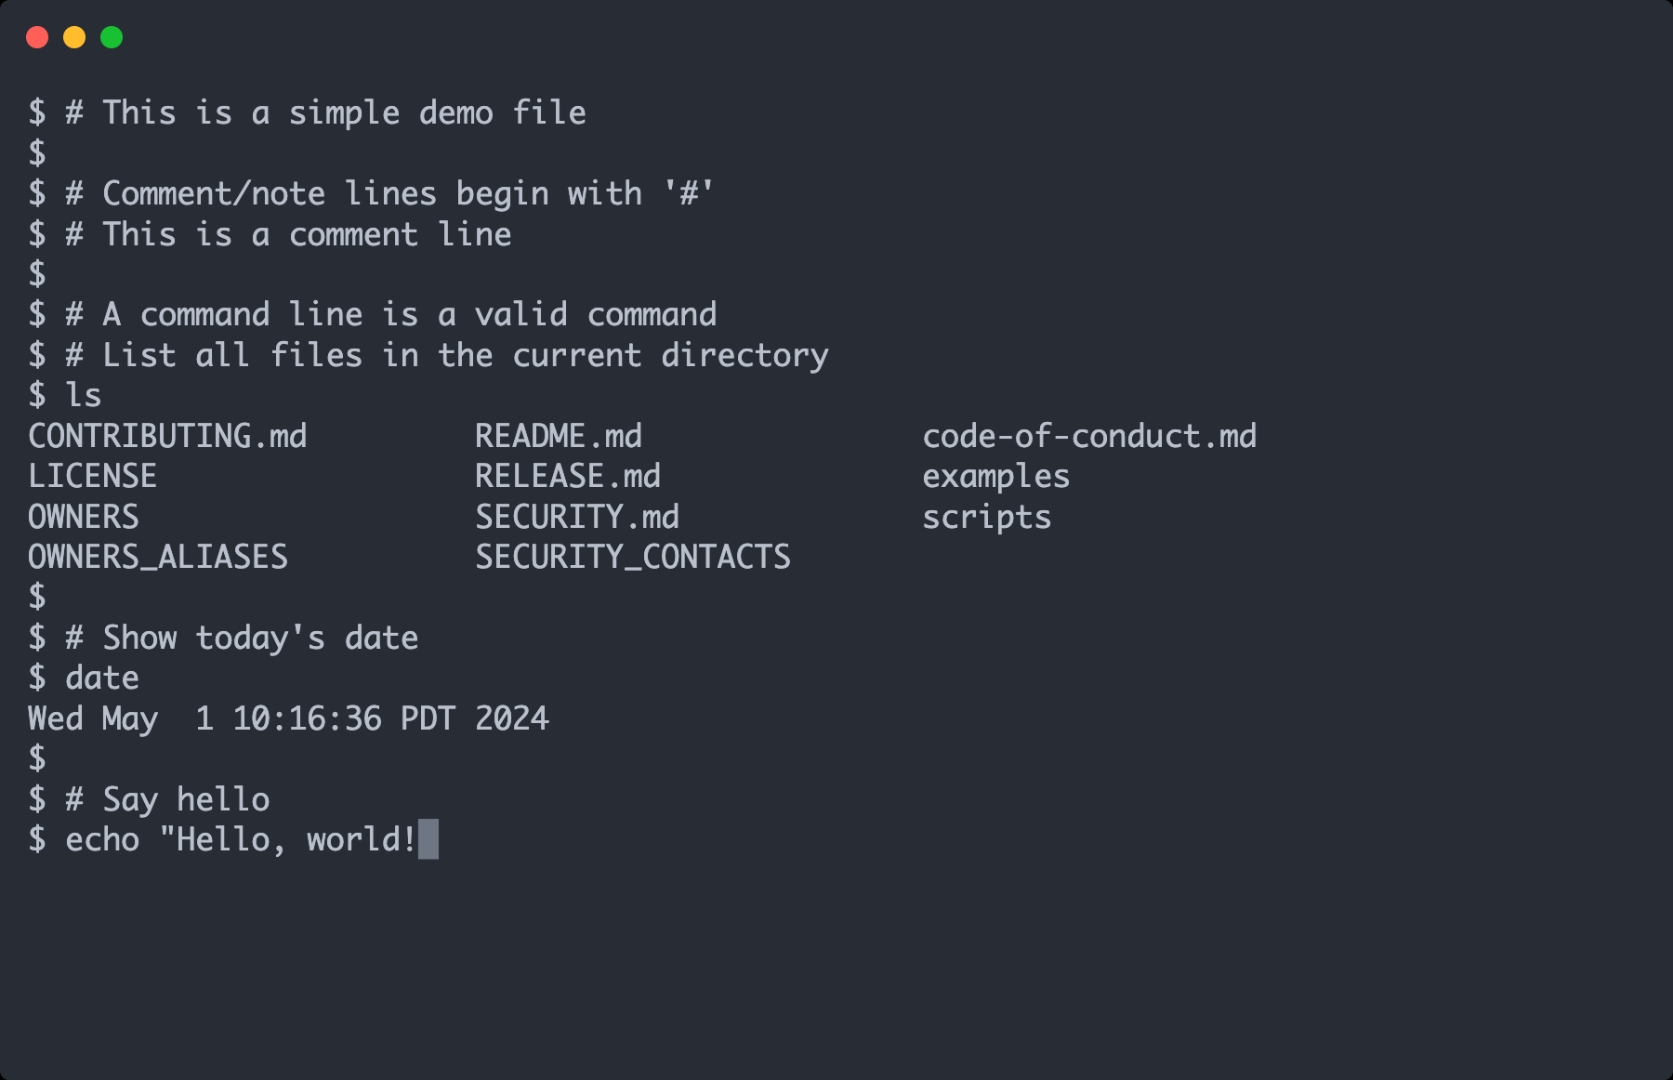 $ # This is a simple demo file
$
$ # Comment/note lines begin with '#'
$ # This is a comment line
$
$ # A command line is a valid command
$ # List all files in the current directory
$ ls
CONTRIBUTING.md         README.md               code-of-conduct.md
LICENSE                 RELEASE.md              examples
OWNERS                  SECURITY.md             scripts
OWNERS_ALIASES          SECURITY_CONTACTS
$
$ # Show today's date
$ date
Wed May  1 10:16:36 PDT 2024
$
$ # Say hello
$ echo "Hello, world!